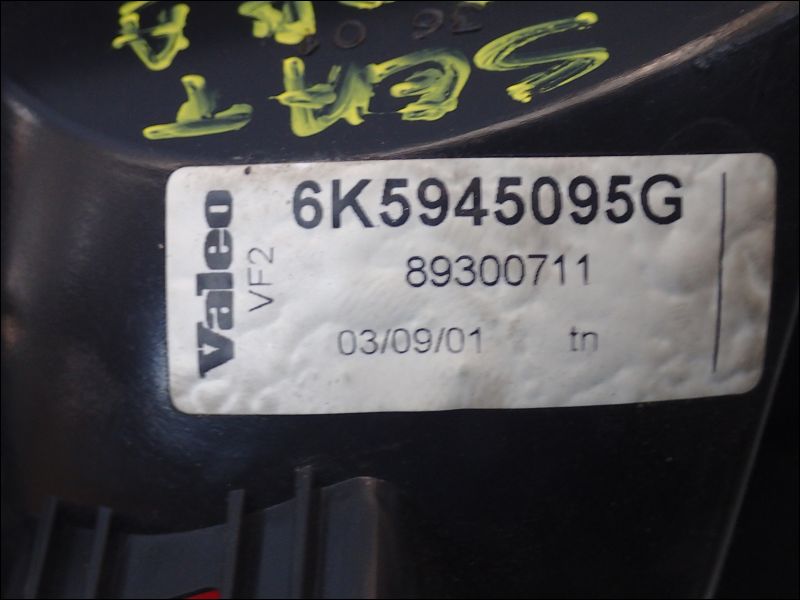 SEAT
6K5945095G
89300711
03/09/01 tn
Valeo
VF2